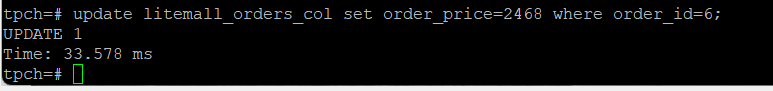 tpch=# update litemall_orders_col set order_price=2468 where order_id=6;
UPDATE 1
Time: 33.578 ms
tpch=#